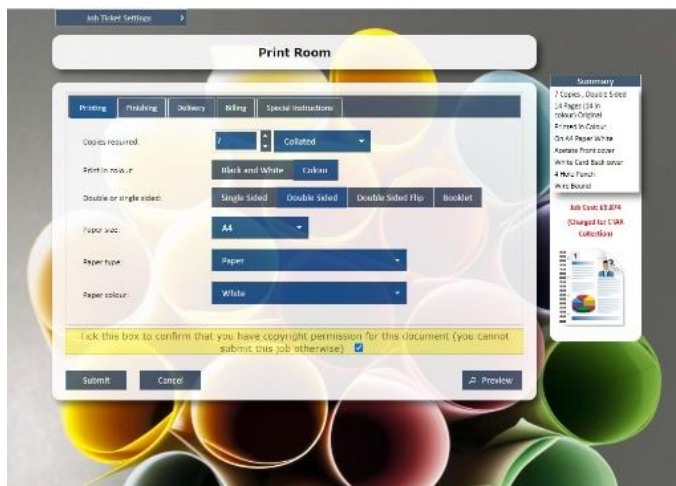 Job Ticket Settings >
Print Room
Printing Finishing Delivery Billing Special Instructions
Copies required: 7 Collated
Print in colour: Black and White Colour
Double or single sided: Single Sided Double Sided Double Sided Flip Booklet
Paper size: A4
Paper type: Paper
Paper colour: White
Tick this box to confirm that you have copyright permission for this document (you cannot
submit this job otherwise)
Submit Cancel Preview
Summary
7 Copies, Double Sided
14 Pages (14 in
colour) Original
Printed In Colour
On A4 Paper White
Acetate Front cover
White Card Back cover
4 Hole Punch
Wire Bound
Job Cost: £9.874
(Charged to:
Collection)
1 2